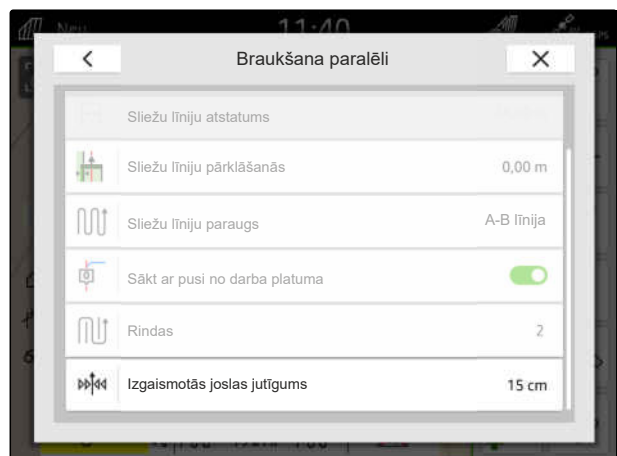 Neu 11:40
Braukšana paralēli
Sliežu līniju atstatums
Sliežu līniju pārklāšanās 0,00 m
Sliežu līniju paraugs A-B līnija
Sākt ar pusi no darba platuma
Rindas 2
Izgaismotās joslas jutīgums 15 cm